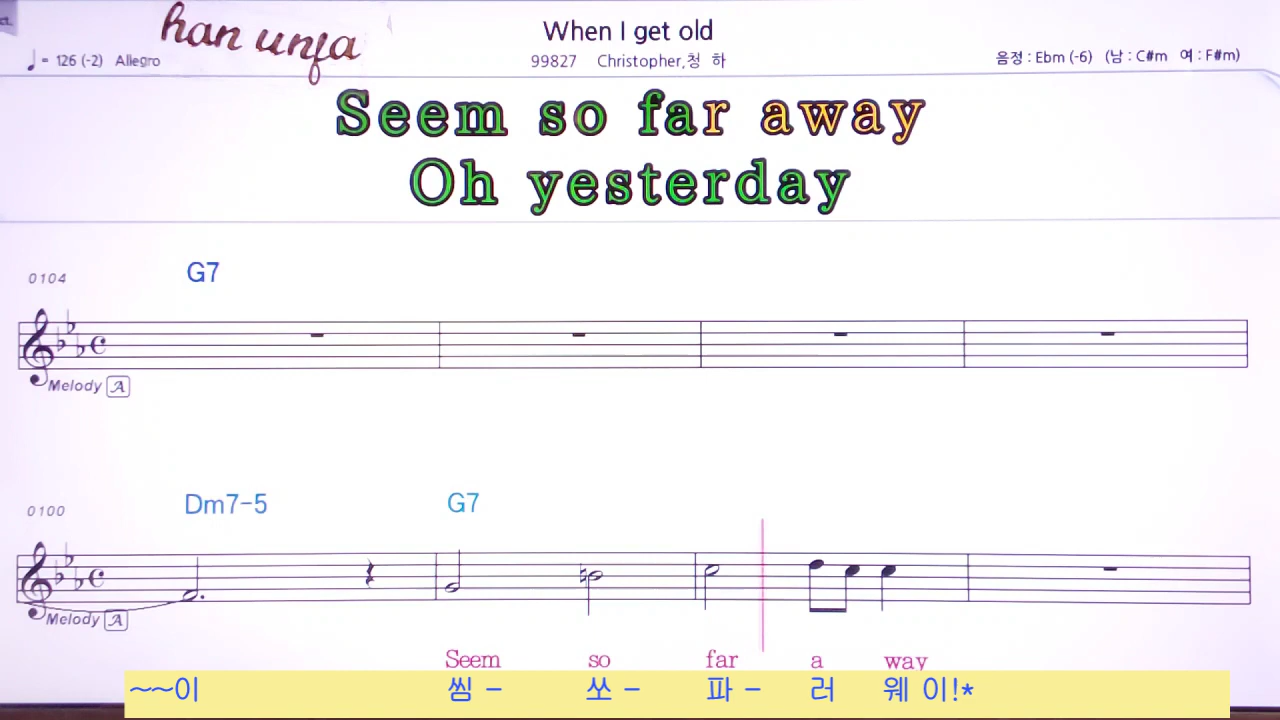 han unfa
When I get old
♩ = 126 (-2) Allegro
99827 Christopher,청 하
음정 : Ebm (-6) (남 : C#m 여 : F#m)
Seem so far away
Oh yesterday
0104
G7
Melody A
0100
Dm7-5 G7
Melody A
Seem so far a way
~~이 씸 - 쏘 - 파 - 러 웨 이!*